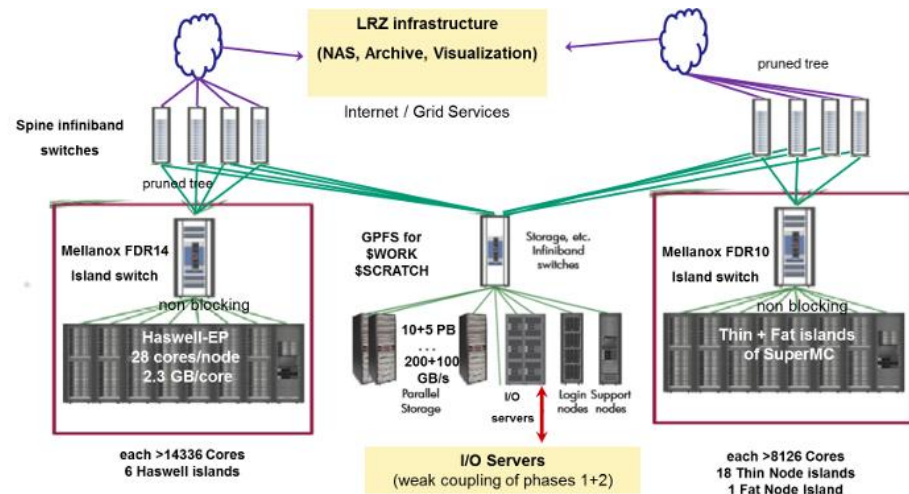 LRZ infrastructure
(NAS, Archive, Visualization)
Internet / Grid Services
pruned tree
Spine infiniband
switches
pruned tree
Mellanox FDR14
Island switch
non blocking
Haswell-EP
28 cores/node
2.3 GB/core
each >14336 Cores
6 Haswell islands
GPFS for
$WORK
$SCRATCH
Storage, etc.
Infiniband
switches
10+5 PB
...
200+100
GB/s
Parallel
Storage
I/O
servers
Login
nodes
Support
nodes
I/O Servers
(weak coupling of phases 1+2)
Mellanox FDR10
Island switch
non blocking
Thin + Fat islands
of SuperMC
each >8126 Cores
18 Thin Node islands
1 Fat Node Island